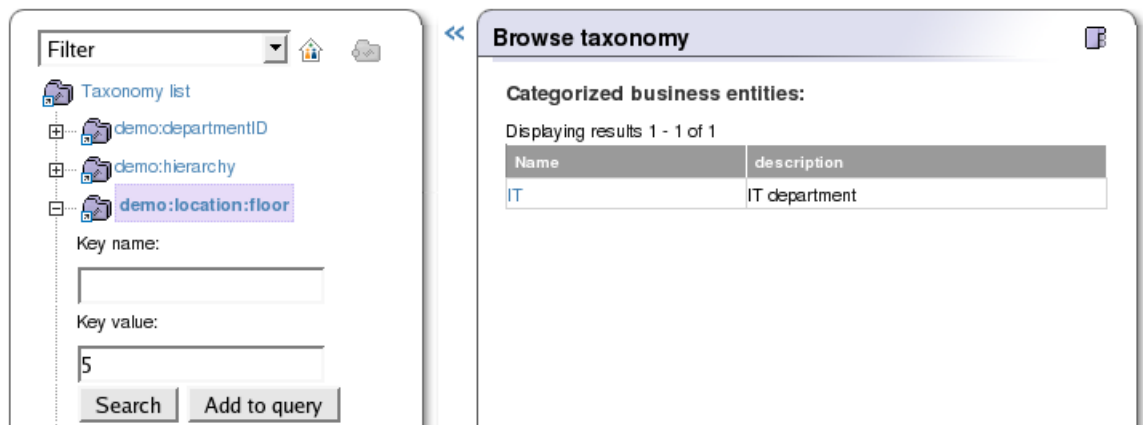 Filter
Taxonomy list
demo:departmentID
demo:hierarchy
demo:location:floor
Key name:
Key value:
5
Search Add to query
«
Browse taxonomy
Categorized business entities:
Displaying results 1 - 1 of 1
Name description
IT IT department